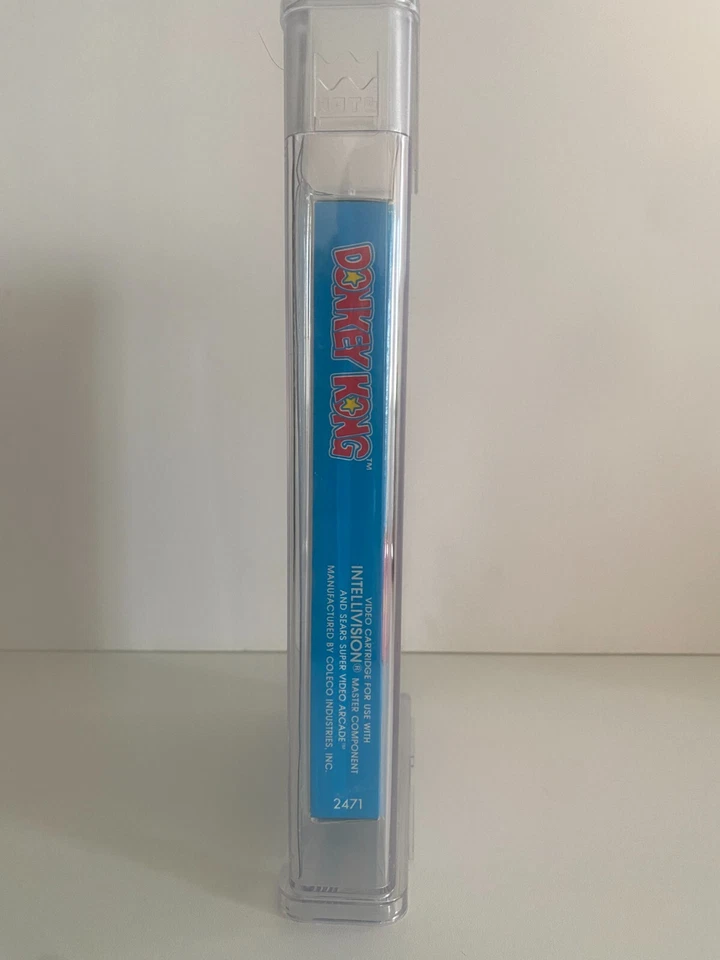 WATA
DONKEY KONG™
VIDEO CARTRIDGE FOR USE WITH
INTELLIVISION® MASTER COMPONENT
AND SEARS SUPER VIDEO ARCADE™
MANUFACTURED BY COLECO INDUSTRIES, INC.
2471